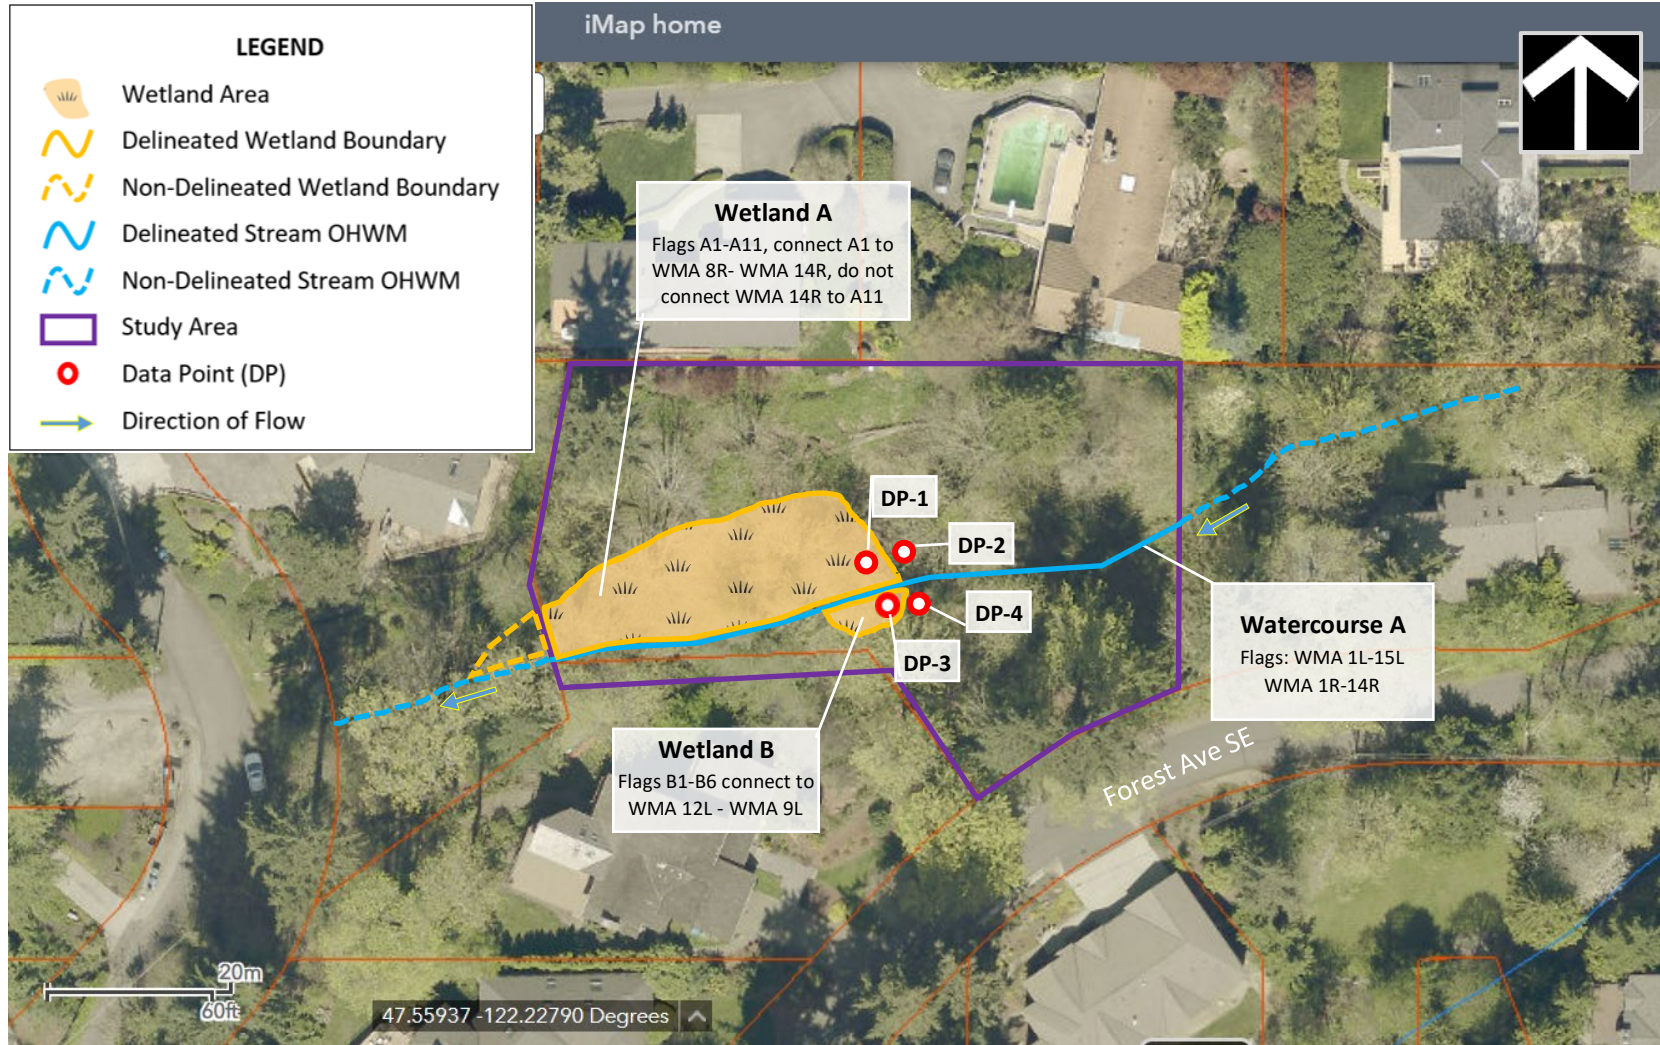 iMap home
LEGEND
Wetland Area
Delineated Wetland Boundary
Non-Delineated Wetland Boundary
Delineated Stream OHWM
Non-Delineated Stream OHWM
Study Area
Data Point (DP)
Direction of Flow
Wetland A
Flags A1-A11, connect A1 to
WMA 8R- WMA 14R, do not
connect WMA 14R to A11
DP-1
DP-2
DP-4
DP-3
Watercourse A
Flags: WMA 1L-15L
WMA 1R-14R
Wetland B
Flags B1-B6 connect to
WMA 12L - WMA 9L
Forest Ave SE
20m
60ft
47.55937 -122.22790 Degrees